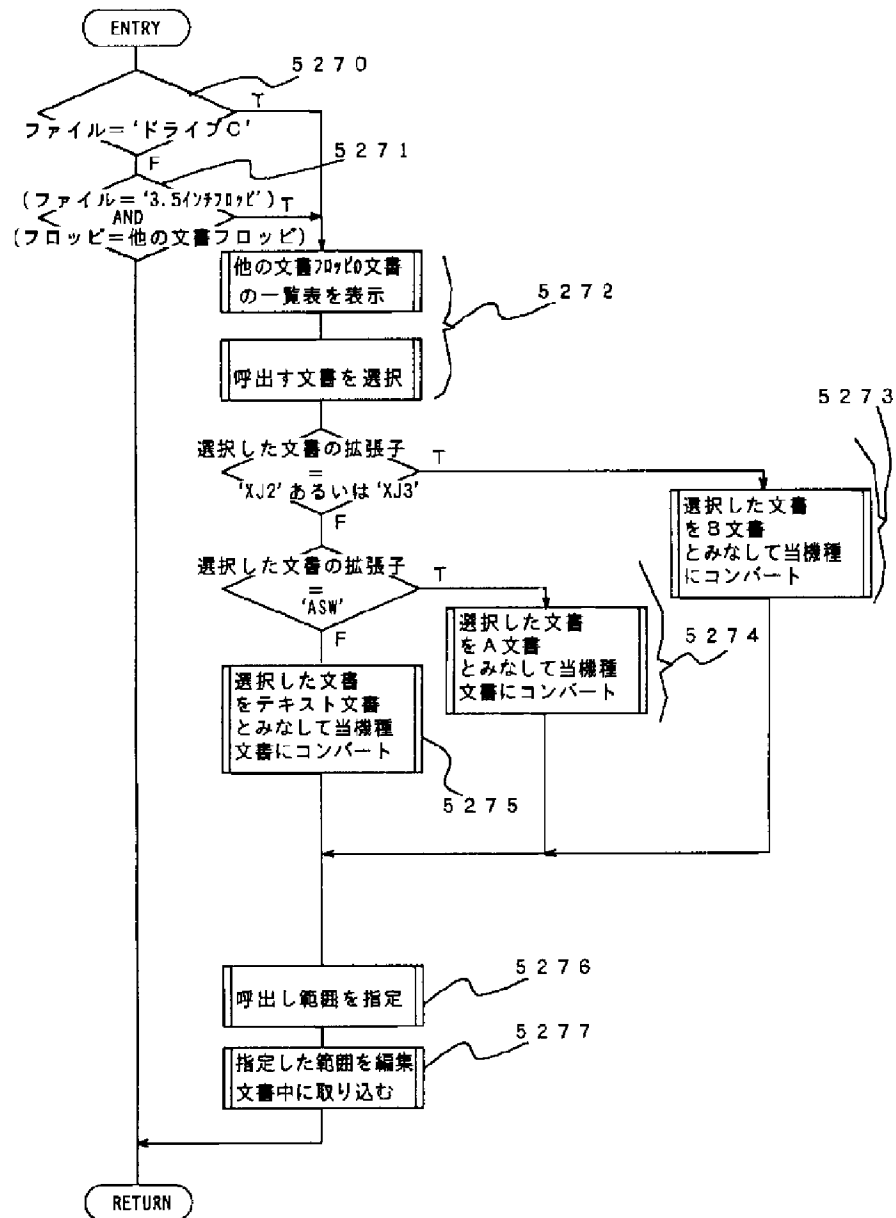 ENTRY
5270
T
ファイル＝‘ドライブC’
F
5271
(ファイル＝‘3.5インチフロッピ’)
T
AND
(フロッピ＝他の文書フロッピ)
他の文書フロッピの文書
の一覧表を表示
5272
呼出す文書を選択
5273
選択した文書の拡張子
T
＝
‘XJ2’あるいは‘XJ3’
F
選択した文書
をB文書
とみなして当機種
にコンバート
選択した文書の拡張子
T
＝
‘ASW’
F
選択した文書
をA文書
とみなして当機種
文書にコンバート
5274
選択した文書
をテキスト文書
とみなして当機種
文書にコンバート
5275
5276
呼出し範囲を指定
5277
指定した範囲を編集
文書中に取り込む
RETURN